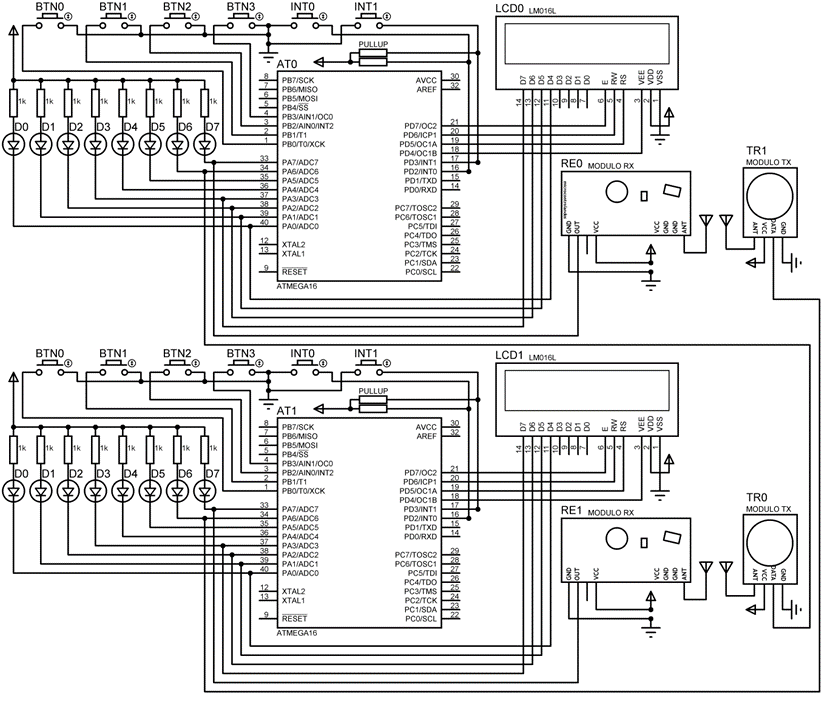 BTN0 BTN1 BTN2 BTN3 INT0 INT1
LCD0 LM016L
PULLUP
AT0
8 PB7/SCK AVCC 30
7 PB6/MISO AREF 32
6 PB5/MOSI
5 PB4/SS
4 PB3/AIN1/OC0
3 PB2/AIN0/INT2 PD7/OC2 21
2 PB1/T1 PD6/ICP1 20
1 PB0/T0/XCK PD5/OC1A 19
PD4/OC1B 18
33 PA7/ADC7 PD3/INT1 17
34 PA6/ADC6 PD2/INT0 16
35 PA5/ADC5 PD1/TXD 15
36 PA4/ADC4 PD0/RXD 14
37 PA3/ADC3
38 PA2/ADC2 PC7/TOSC2 29
39 PA1/ADC1 PC6/TOSC1 28
40 PA0/ADC0 PC5/TDI 27
PC4/TDO 26
12 XTAL2 PC3/TMS 25
13 XTAL1 PC2/TCK 24
PC1/SDA 23
9 RESET PC0/SCL 22
ATMEGA16
1k 1k 1k 1k 1k 1k 1k 1k
D0 D1 D2 D3 D4 D5 D6 D7
D7 D6 D5 D4 D3 D2 D1 D0 E RW RS VEE VDD VSS
14 13 12 11 10 9 8 7 6 5 4 3 2 1
RE0 MODULO RX
GND OUT VCC VCC GND GND ANT
TR1
MODULO TX
ANT VCC DATA GND
BTN0 BTN1 BTN2 BTN3 INT0 INT1
LCD1 LM016L
PULLUP
AT1
8 PB7/SCK AVCC 30
7 PB6/MISO AREF 32
6 PB5/MOSI
5 PB4/SS
4 PB3/AIN1/OC0
3 PB2/AIN0/INT2 PD7/OC2 21
2 PB1/T1 PD6/ICP1 20
1 PB0/T0/XCK PD5/OC1A 19
PD4/OC1B 18
33 PA7/ADC7 PD3/INT1 17
34 PA6/ADC6 PD2/INT0 16
35 PA5/ADC5 PD1/TXD 15
36 PA4/ADC4 PD0/RXD 14
37 PA3/ADC3
38 PA2/ADC2 PC7/TOSC2 29
39 PA1/ADC1 PC6/TOSC1 28
40 PA0/ADC0 PC5/TDI 27
PC4/TDO 26
12 XTAL2 PC3/TMS 25
13 XTAL1 PC2/TCK 24
PC1/SDA 23
9 RESET PC0/SCL 22
ATMEGA16
1k 1k 1k 1k 1k 1k 1k 1k
D0 D1 D2 D3 D4 D5 D6 D7
D7 D6 D5 D4 D3 D2 D1 D0 E RW RS VEE VDD VSS
14 13 12 11 10 9 8 7 6 5 4 3 2 1
RE1 MODULO RX
GND OUT VCC VCC GND GND ANT
TR0
MODULO TX
ANT VCC DATA GND